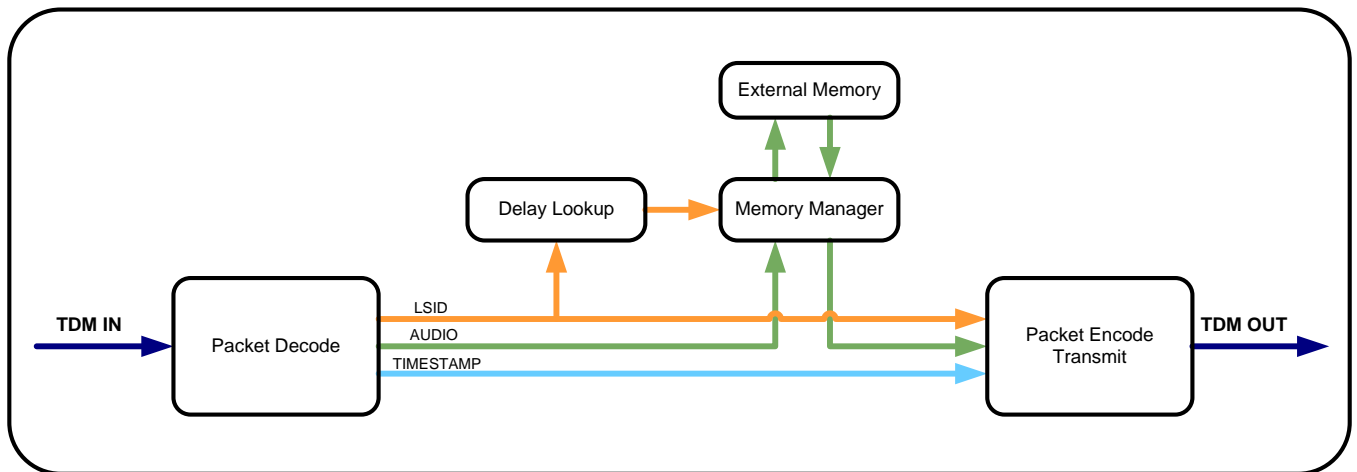 External Memory
Delay Lookup
Memory Manager
TDM IN
Packet Decode
LSID
AUDIO
TIMESTAMP
Packet Encode
Transmit
TDM OUT